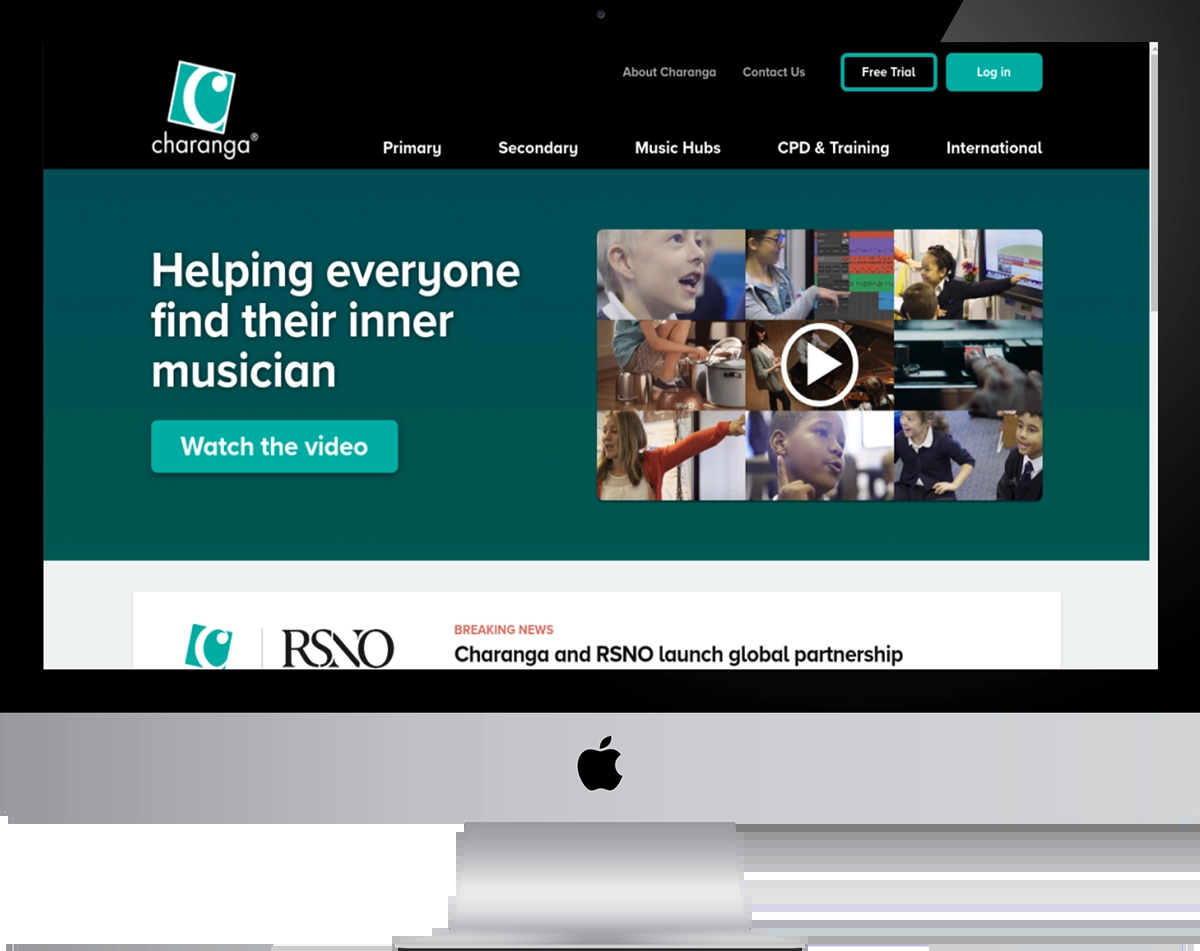 About Charanga Contact Us Free Trial Log in
charanga®
Primary Secondary Music Hubs CPD & Training International
Helping everyone
find their inner
musician
Watch the video
BREAKING NEWS
RSNO
Charanga and RSNO launch global partnership